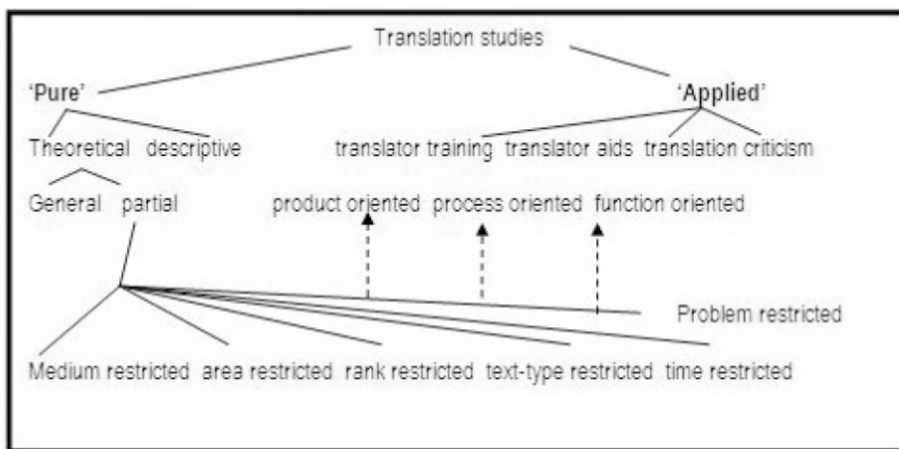 Translation studies
'Pure' 'Applied'
Theoretical descriptive translator training translator aids translation criticism
General partial product oriented process oriented function oriented
Problem restricted
Medium restricted area restricted rank restricted text-type restricted time restricted